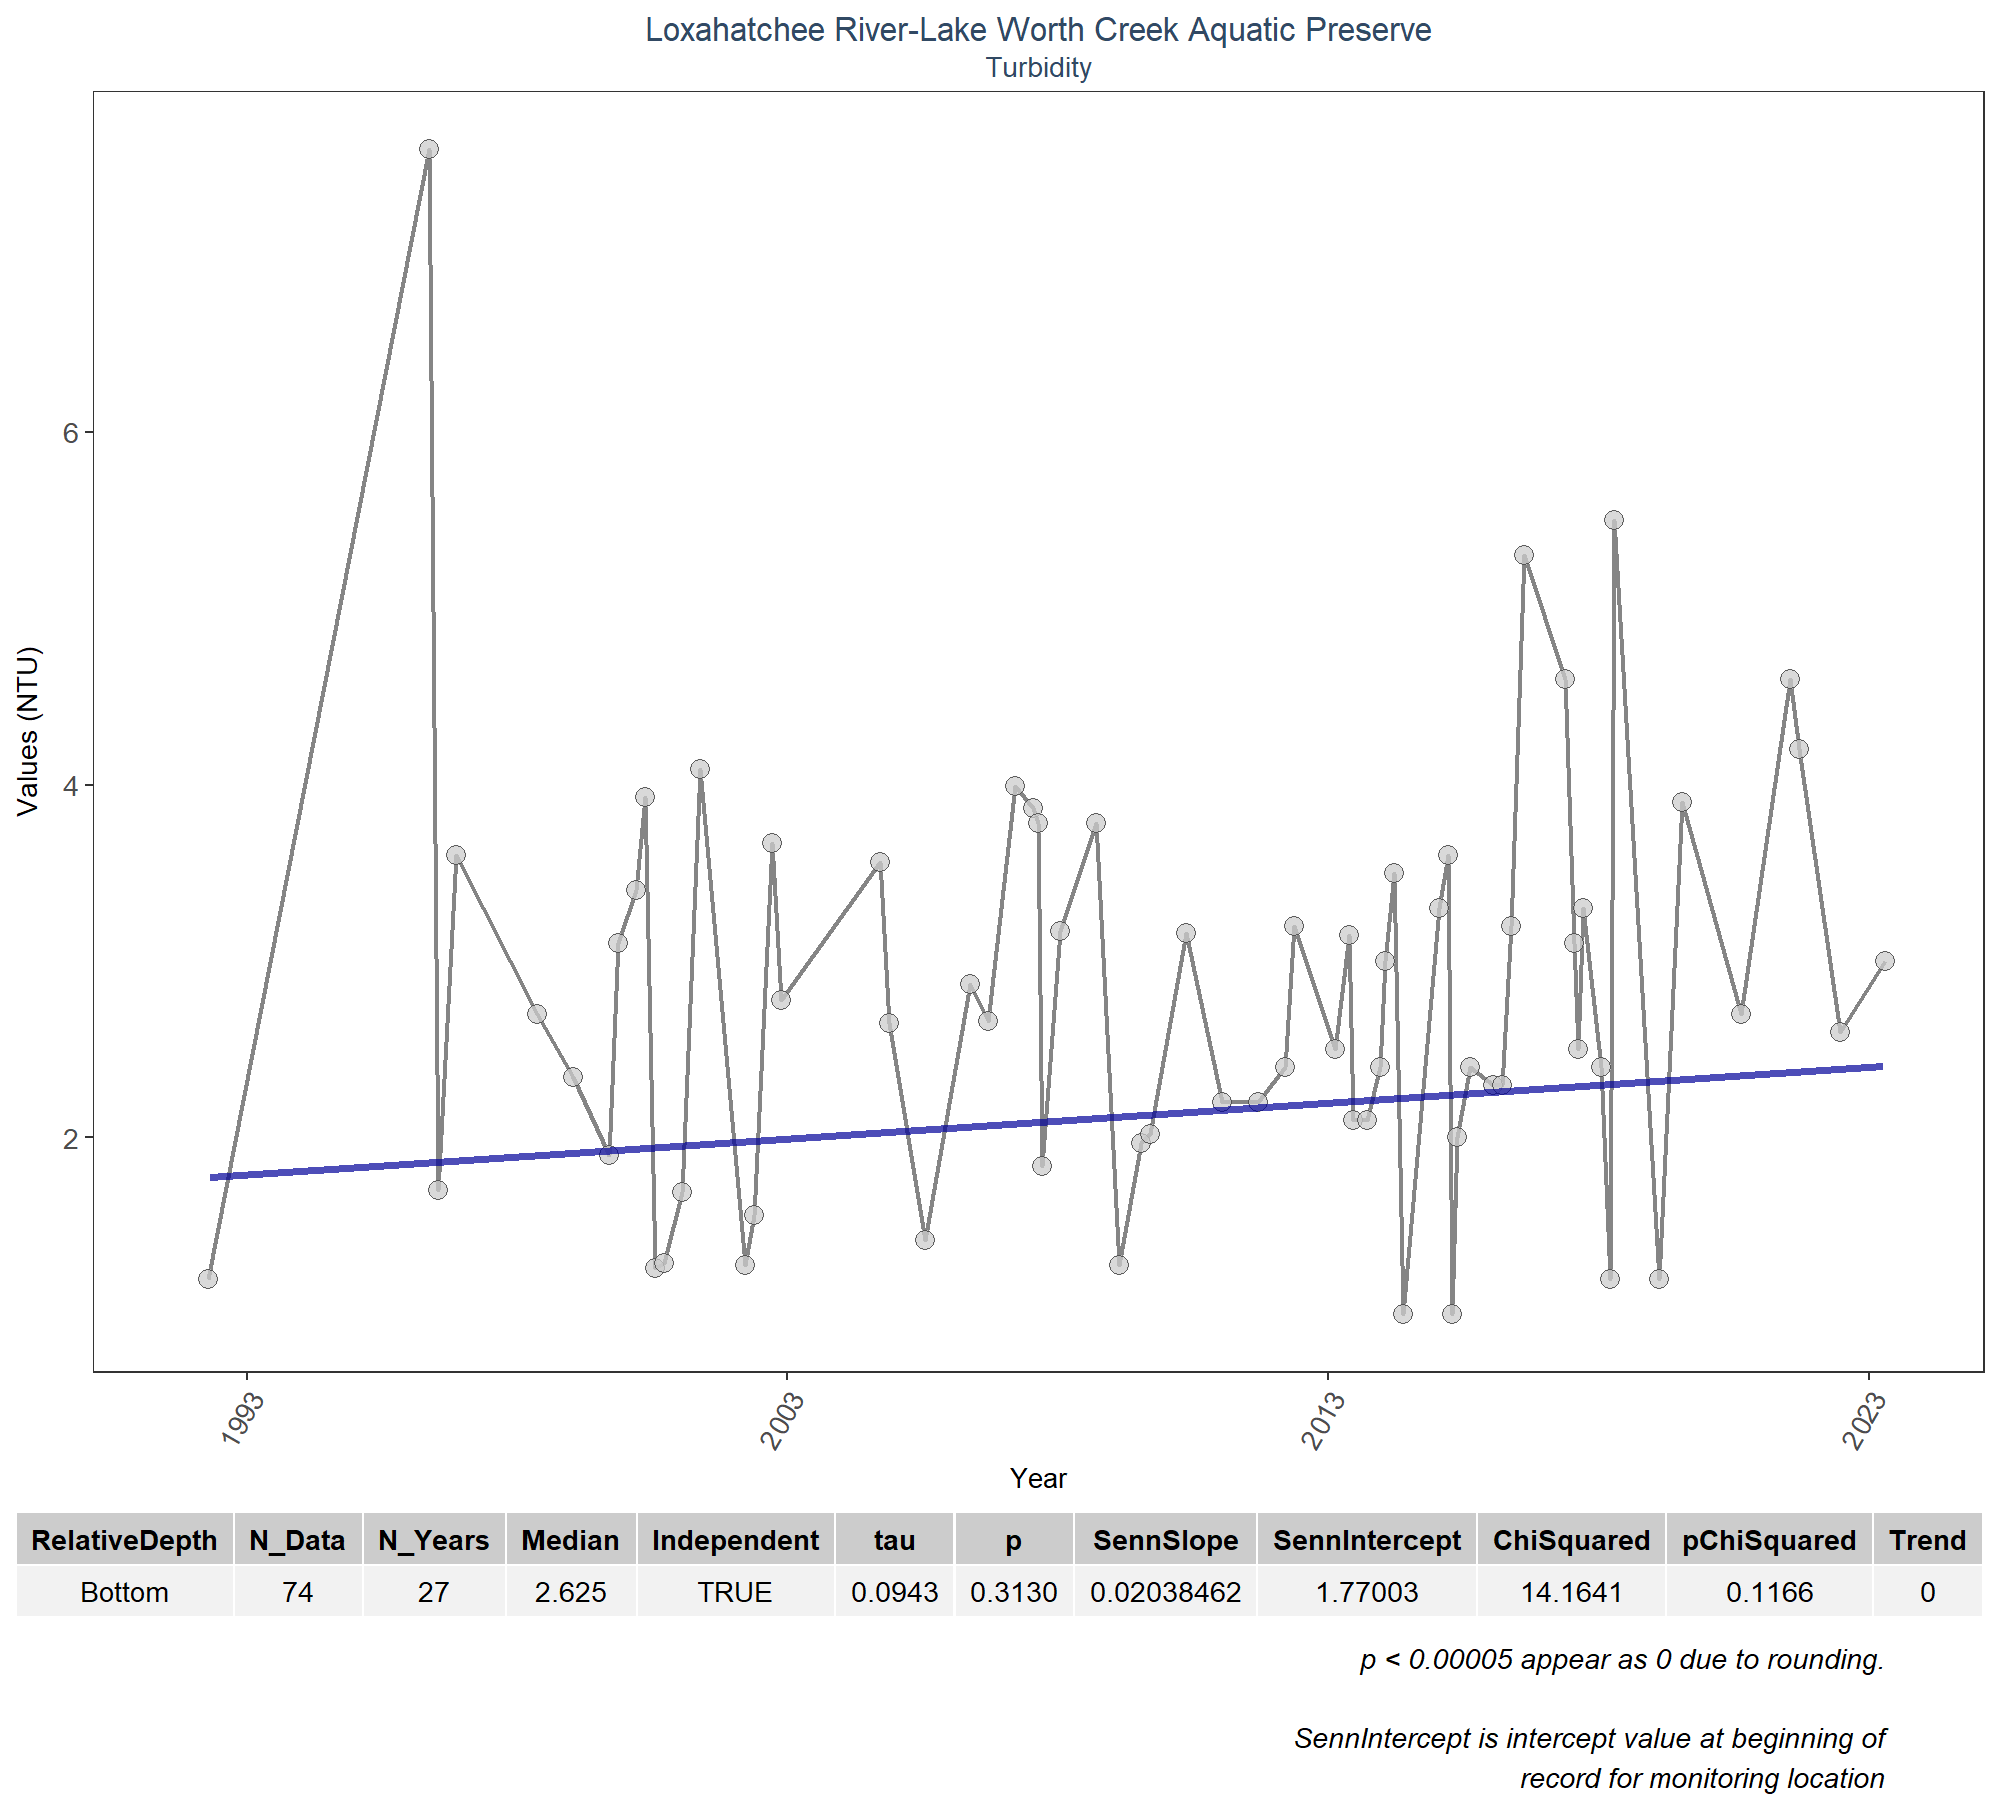 Loxahatchee River-Lake Worth Creek Aquatic Preserve
Turbidity
Values (NTU)
6
4
2
1993
2003
2013
2023
Year
RelativeDepth N_Data N_Years Median Independent tau p SennSlope SennIntercept ChiSquared pChiSquared Trend
Bottom 74 27 2.625 TRUE 0.0943 0.3130 0.02038462 1.77003 14.1641 0.1166 0
p < 0.00005 appear as 0 due to rounding.
SennIntercept is intercept value at beginning of
record for monitoring location